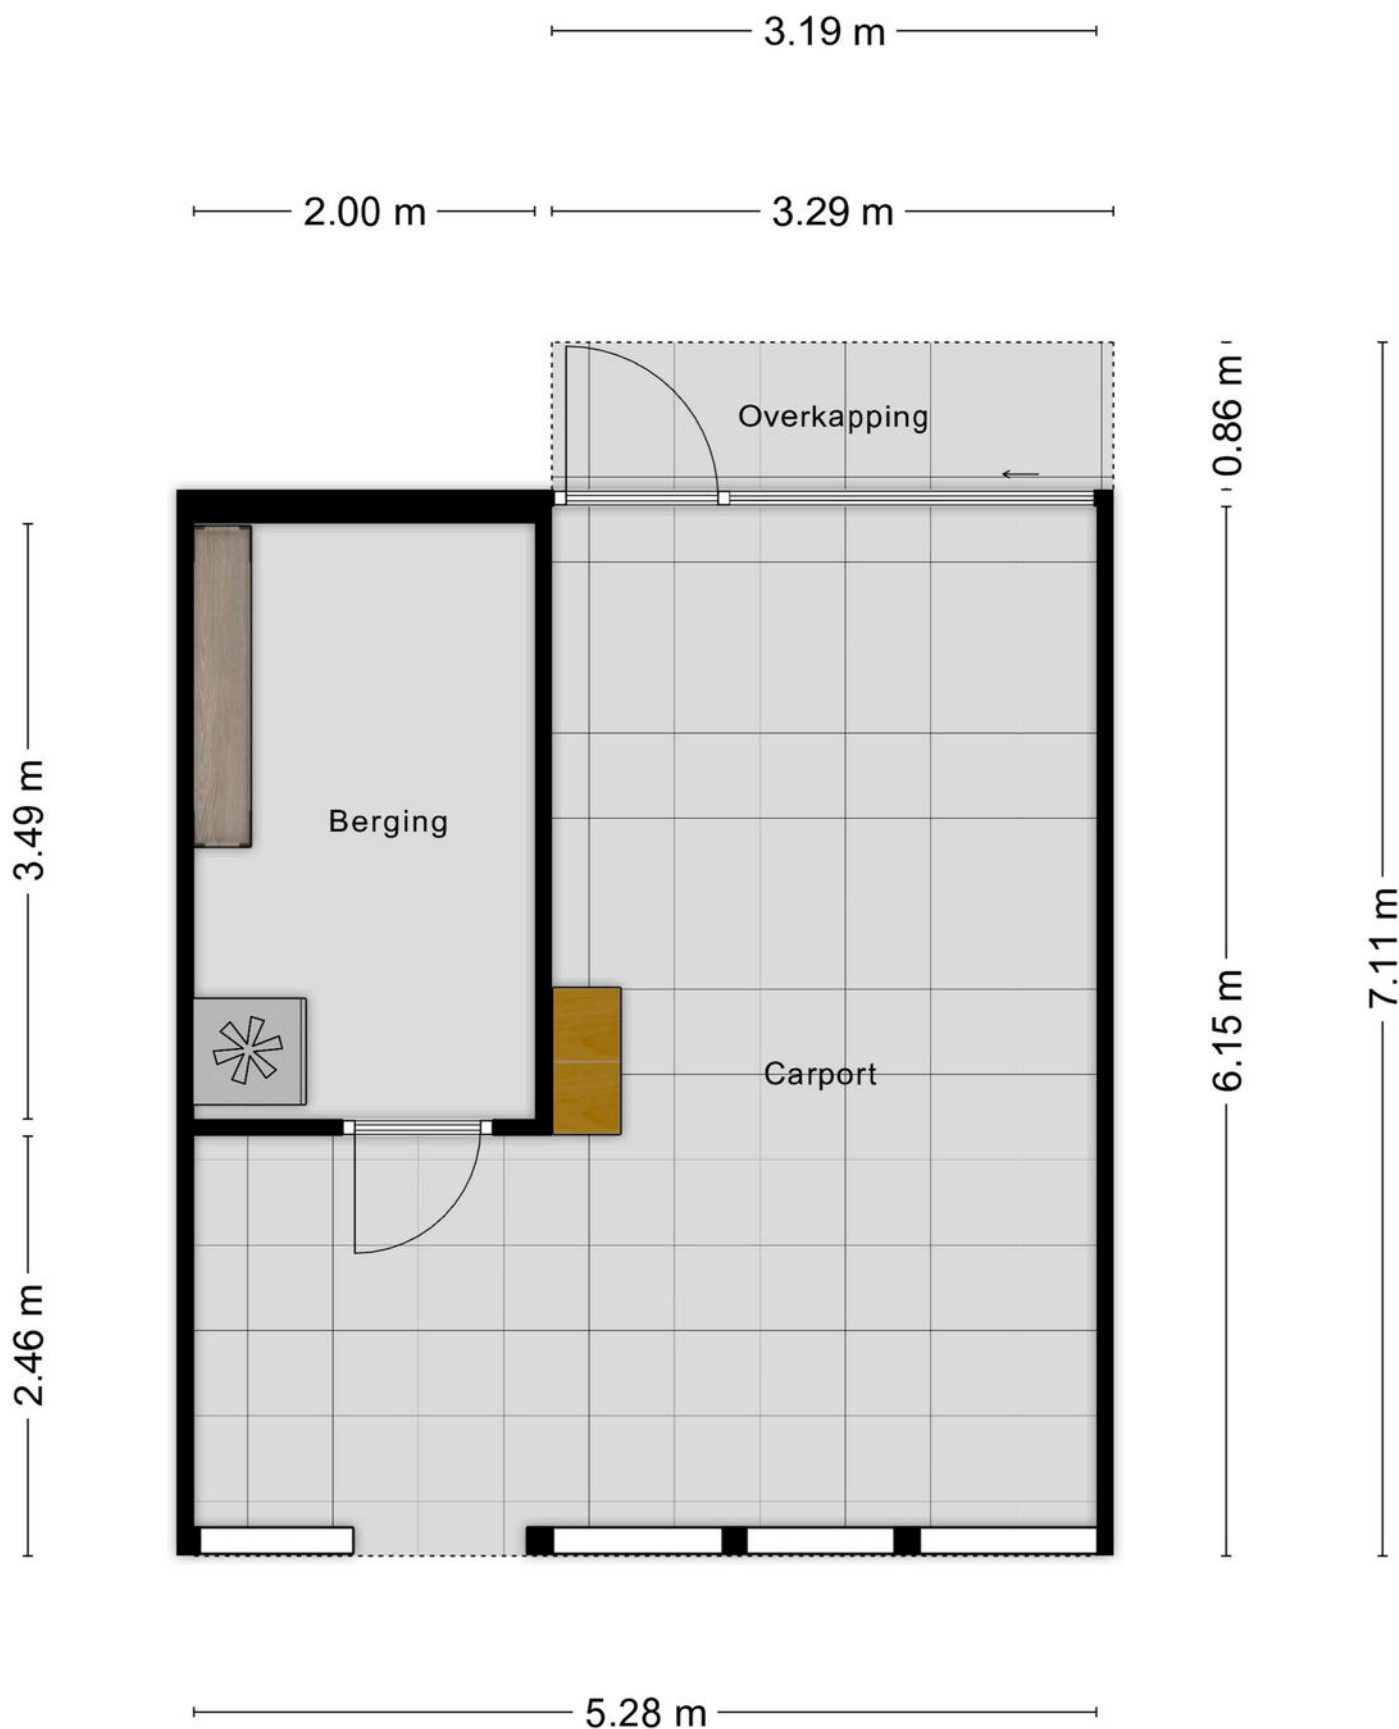 3.19 m
2.00 m
3.29 m
Overkapping
0.86 m
3.49 m
Berging
7.11 m
6.15 m
Carport
2.46 m
5.28 m